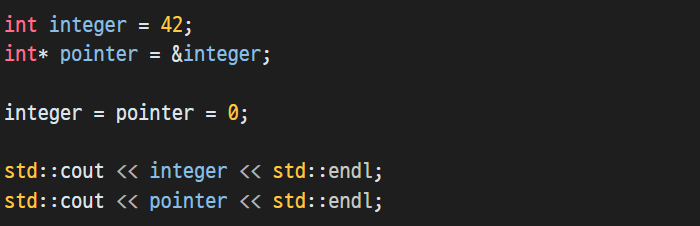 int integer = 42;
int* pointer = &integer;
integer = pointer = 0;
std::cout << integer << std::endl;
std::cout << pointer << std::endl;